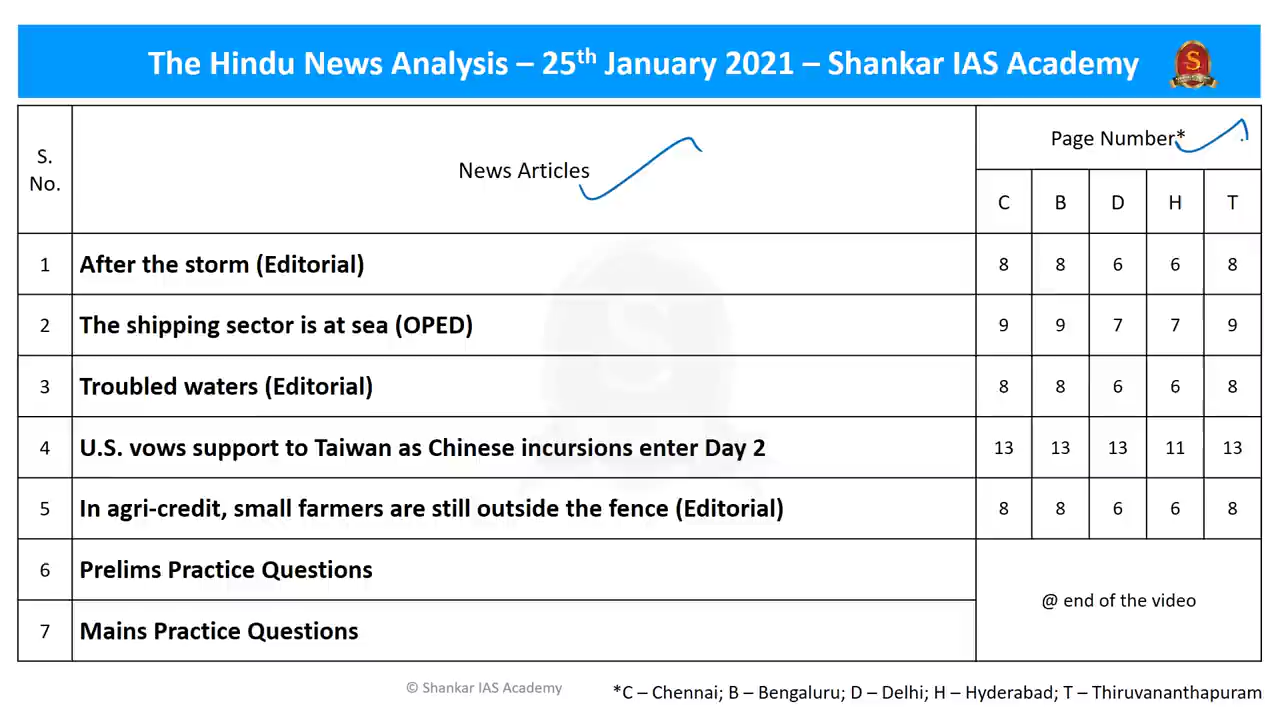 The Hindu News Analysis – 25th January 2021 – Shankar IAS Academy
S. No.
News Articles
Page Number*
C B D H T
1 After the storm (Editorial) 8 8 6 6 8
2 The shipping sector is at sea (OPED) 9 9 7 7 9
3 Troubled waters (Editorial) 8 8 6 6 8
4 U.S. vows support to Taiwan as Chinese incursions enter Day 2 13 13 13 11 13
5 In agri-credit, small farmers are still outside the fence (Editorial) 8 8 6 6 8
6 Prelims Practice Questions
@ end of the video
7 Mains Practice Questions
© Shankar IAS Academy
*C – Chennai; B – Bengaluru; D – Delhi; H – Hyderabad; T – Thiruvananthapuram